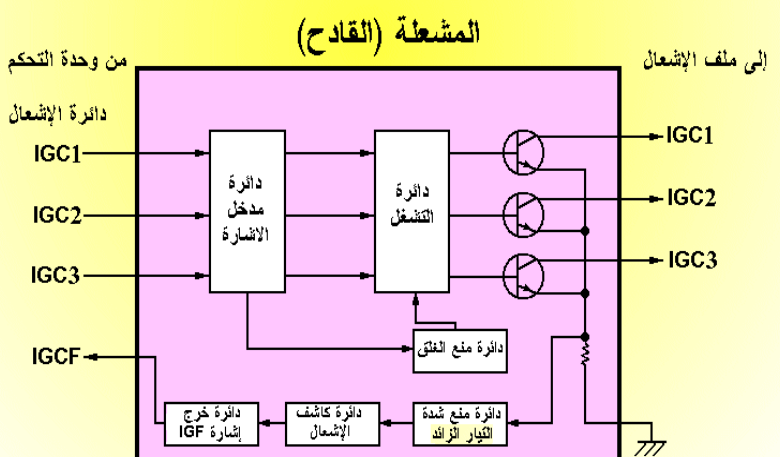 المشعلة (القادح)
من وحدة التحكم
إلى ملف الإشعال
دائرة الإشعال
IGC1
IGC2
IGC3
IGCF
دائرة
مدخل
الاشارة
دائرة
التشغل
IGC1
IGC2
IGC3
دائرة منع الغلق
دائرة منع شدة
التيار الزائد
دائرة كاشف
الإشعال
دائرة خرج
إشارة IGF